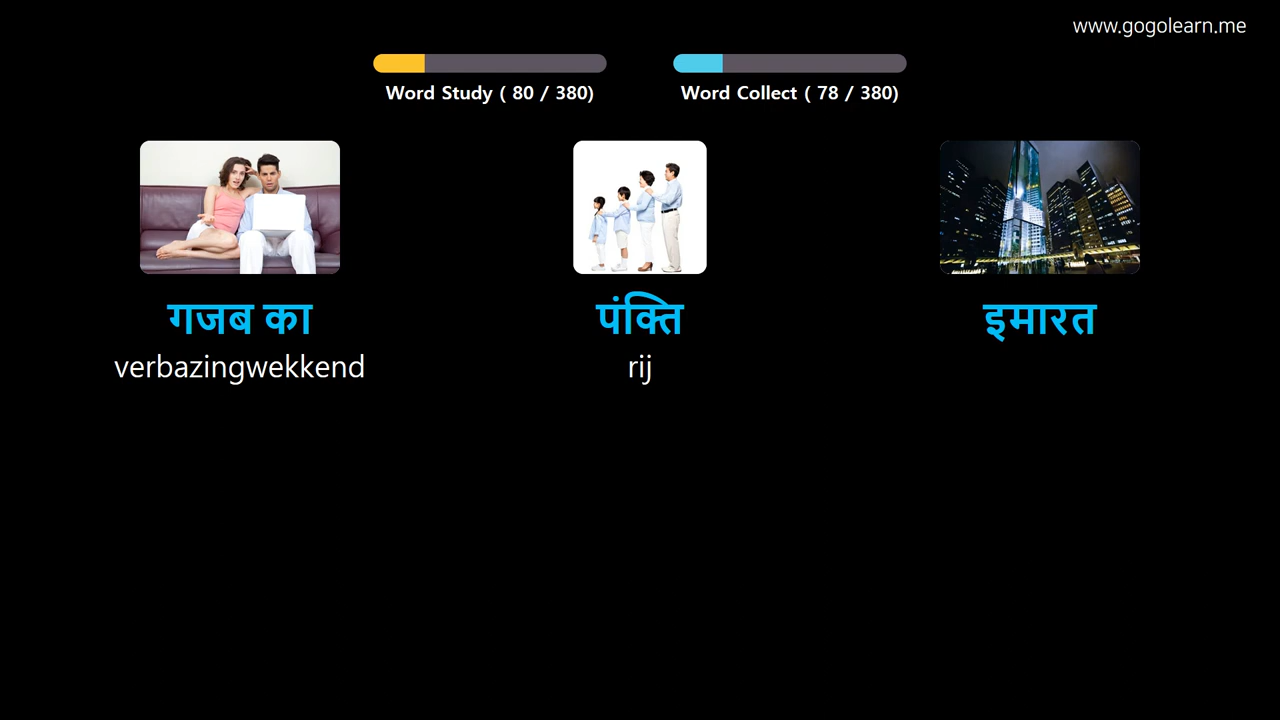 www.gogolearn.me
Word Study ( 80 / 380)
Word Collect ( 78 / 380)
गजब का
पंक्ति
इमारत
verbazingwekkend
rij